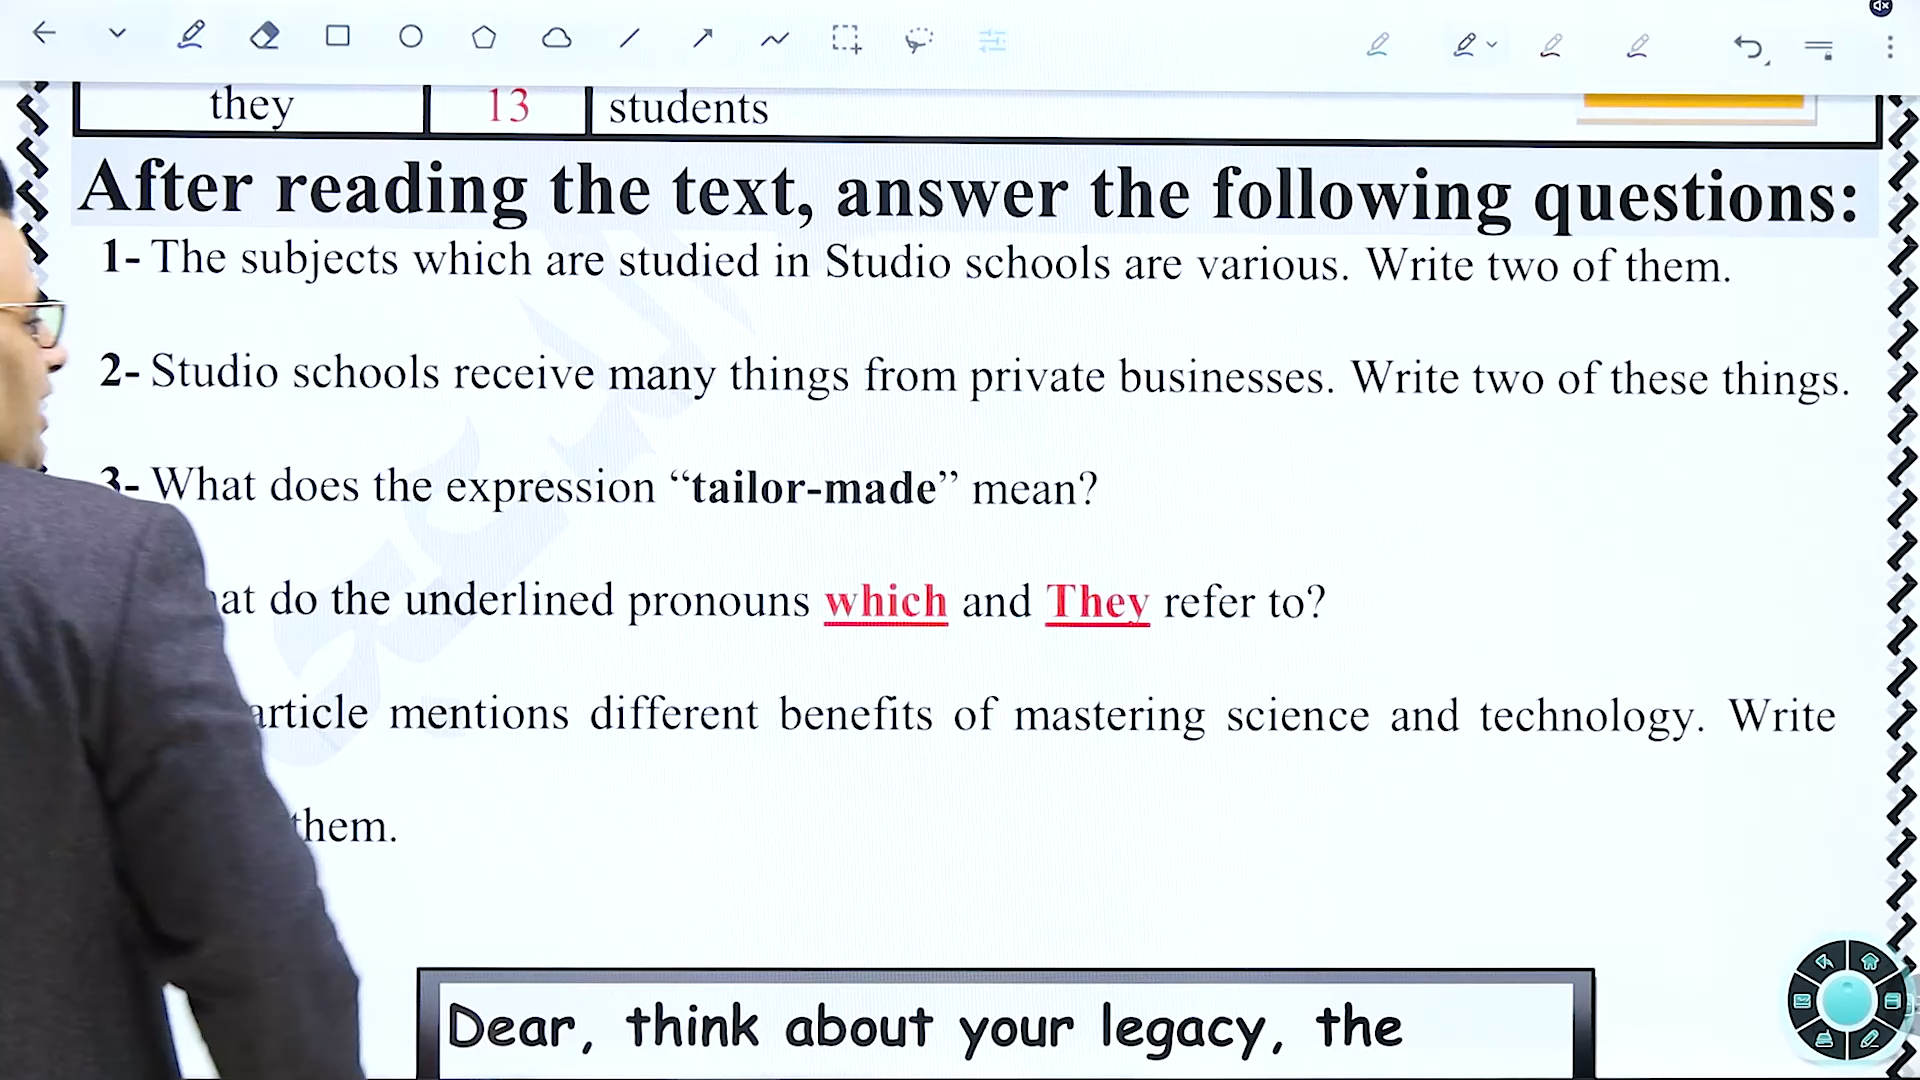 they 13 students
After reading the text, answer the following questions:
1- The subjects which are studied in Studio schools are various. Write two of them.
2- Studio schools receive many things from private businesses. Write two of these things.
3- What does the expression “tailor-made” mean?
do the underlined pronouns which and They refer to?
article mentions different benefits of mastering science and technology. Write
them.
Dear, think about your legacy, the